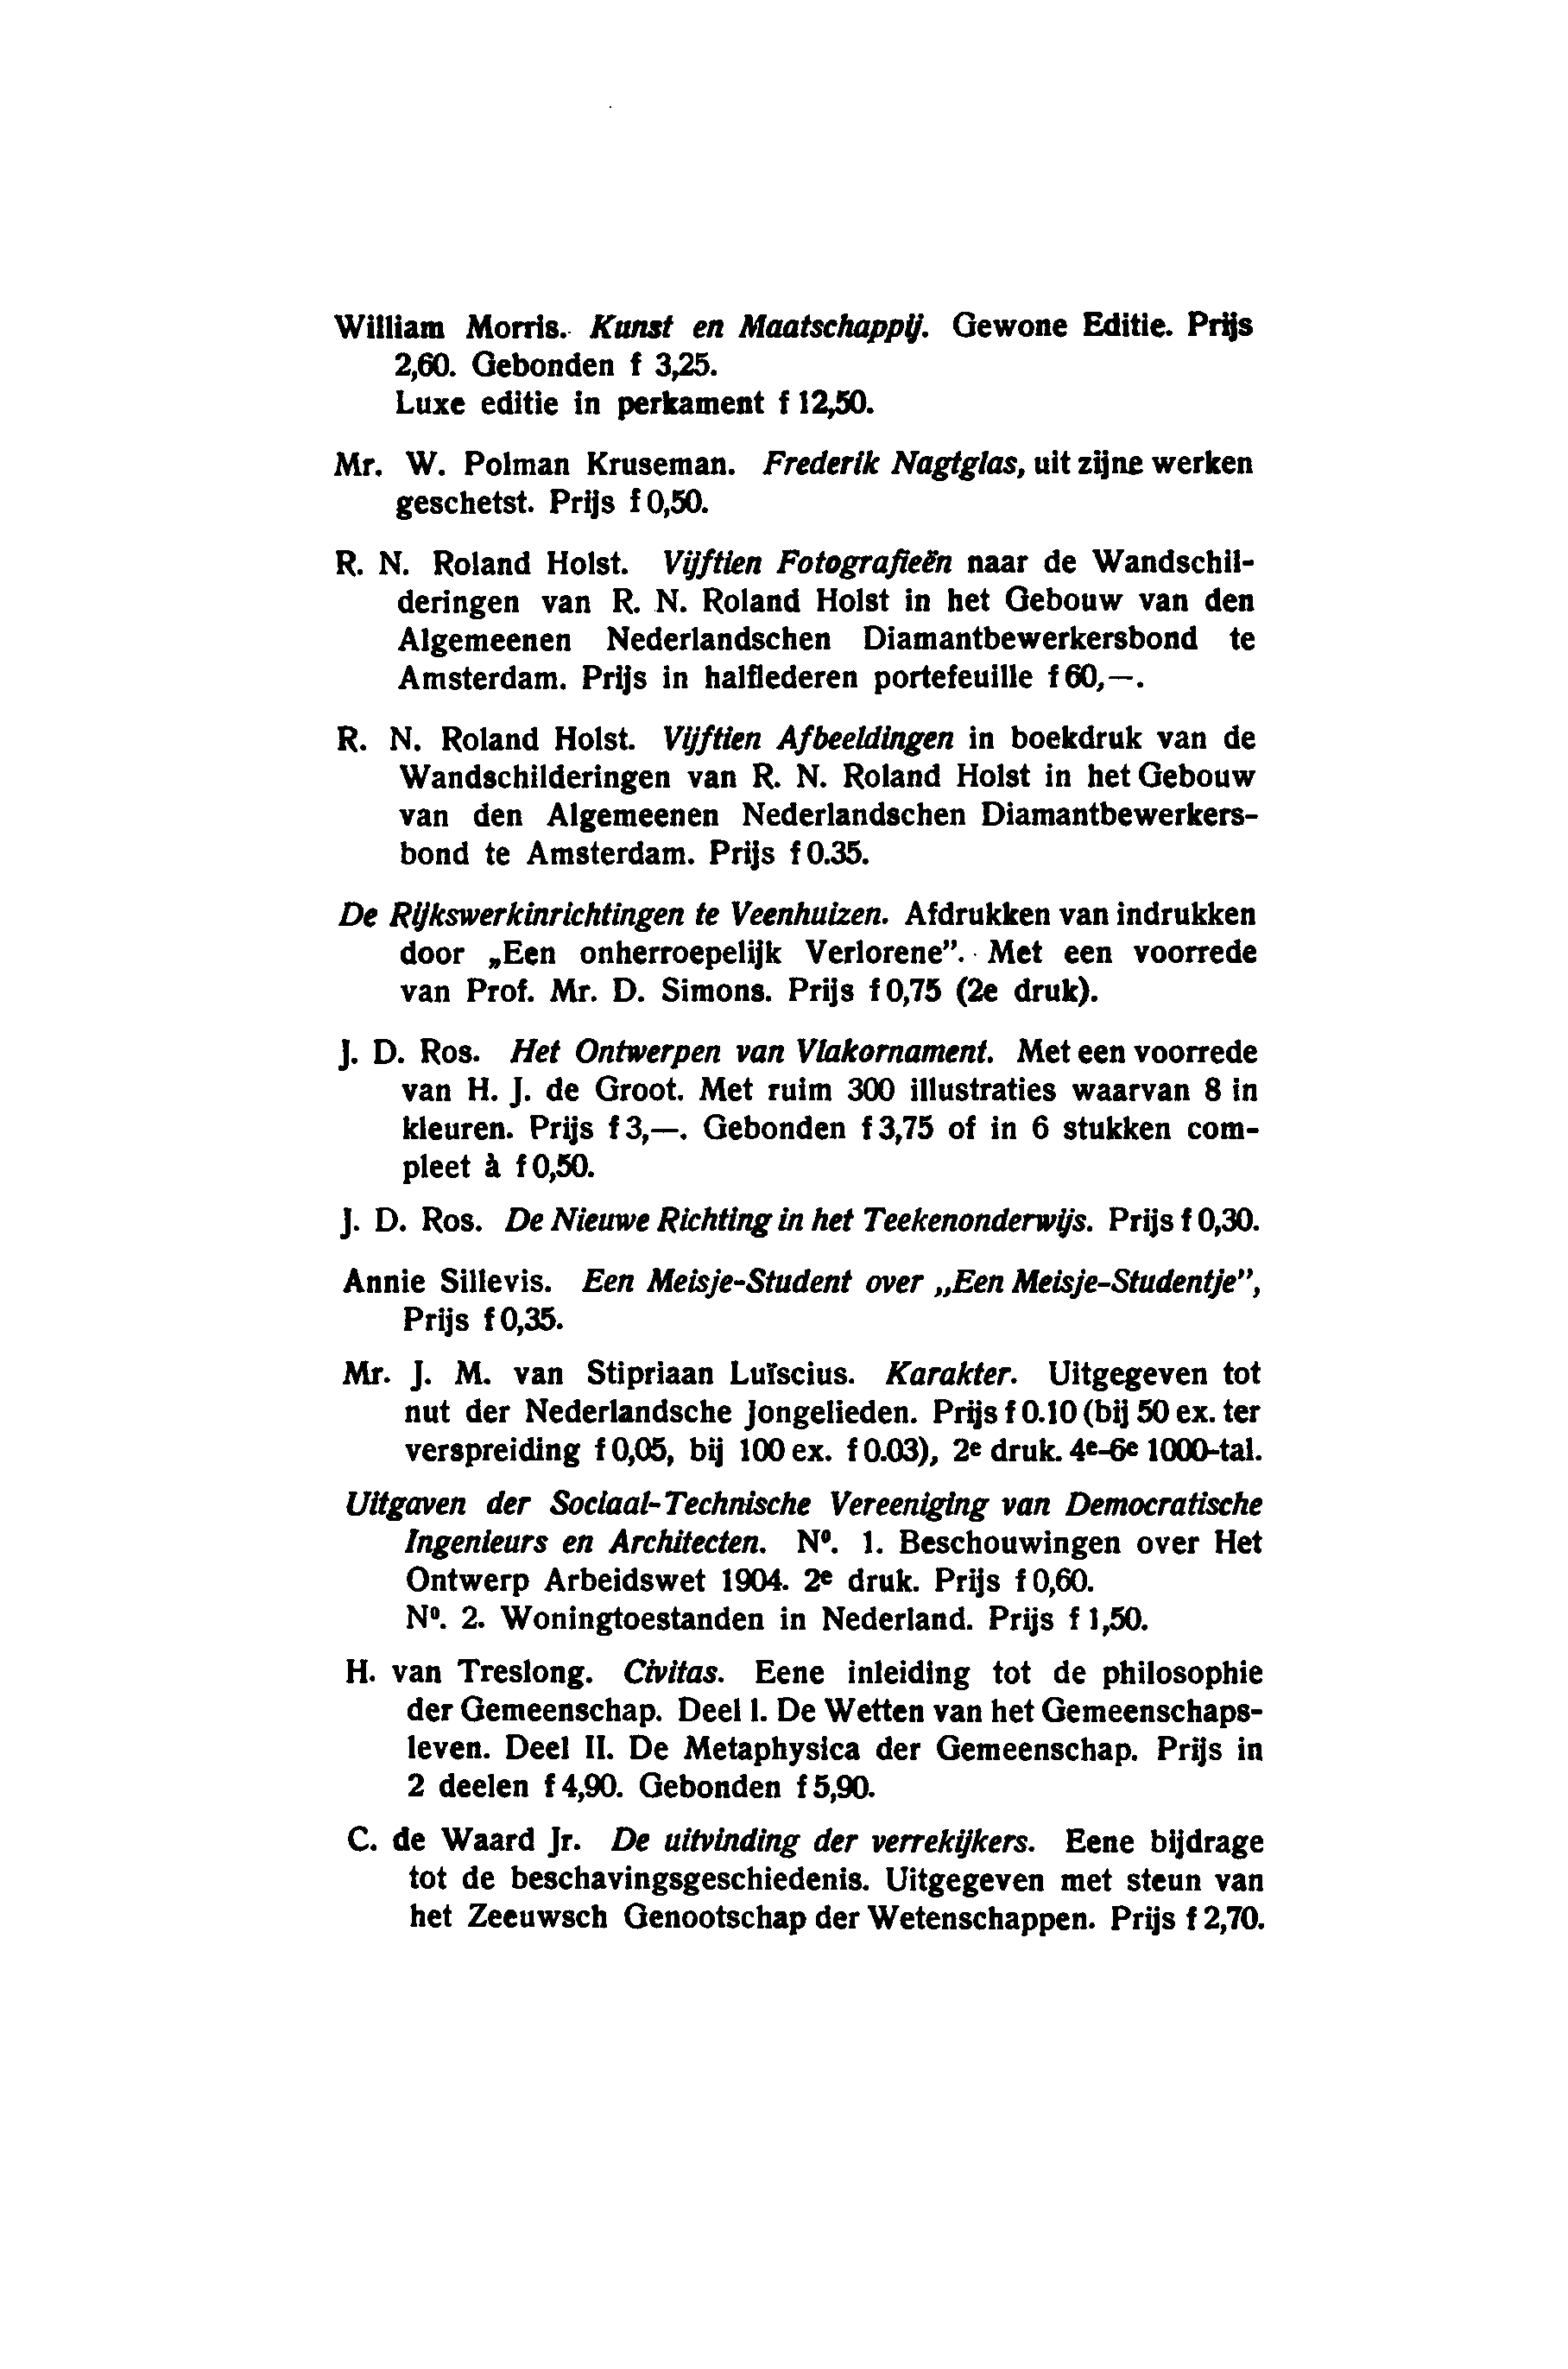 William Morris. Kunst en Maatschappij. Gewone Editie. Prijs
2,60. Gebonden f 3,25.
Luxe editie in perkament f 12,50.
Mr. W. Polman Kruseman. Frederik Nagtglas, uit zijne werken
geschetst. Prijs f 0,50.
R. N. Roland Holst. Vijftien Fotografieën naar de Wandschil-
deringen van R. N. Roland Holst in het Gebouw van den
Algemeenen Nederlandschen Diamantbewerkersbond te
Amsterdam. Prijs in halflederen portefeuille f 60,—.
R. N. Roland Holst. Vijftien Afbeeldingen in boekdruk van de
Wandschilderingen van R. N. Roland Holst in het Gebouw
van den Algemeenen Nederlandschen Diamantbewerkers-
bond te Amsterdam. Prijs f 0.35.
De Rijkswerkinrichtingen te Veenhuizen. Afdrukken van indrukken
door „Een onherroepelijk Verlorene”. Met een voorrede
van Prof. Mr. D. Simons. Prijs f 0,75 (2e druk).
J. D. Ros. Het Ontwerpen van Vlakornament. Met een voorrede
van H. J. de Groot. Met ruim 300 illustraties waarvan 8 in
kleuren. Prijs f 3,—. Gebonden f 3,75 of in 6 stukken com-
pleet à f 0,50.
J. D. Ros. De Nieuwe Richting in het Teekenonderwijs. Prijs f 0,30.
Annie Sillevis. Een Meisje-Student over „Een Meisje-Studentje”,
Prijs f 0,35.
Mr. J. M. van Stipriaan Luïscius. Karakter. Uitgegeven tot
nut der Nederlandsche Jongelieden. Prijs f 0.10 (bij 50 ex. ter
verspreiding f 0,05, bij 100 ex. f 0.03), 2e druk. 4e-6e 1000-tal.
Uitgaven der Sociaal-Technische Vereeniging van Democratische
Ingenieurs en Architecten. N°. 1. Beschouwingen over Het
Ontwerp Arbeidswet 1904. 2e druk. Prijs f 0,60.
N°. 2. Woningtoestanden in Nederland. Prijs f 1,50.
H. van Treslong. Civitas. Eene inleiding tot de philosophie
der Gemeenschap. Deel I. De Wetten van het Gemeenschaps-
leven. Deel II. De Metaphysica der Gemeenschap. Prijs in
2 deelen f 4,90. Gebonden f 5,90.
C. de Waard Jr. De uitvinding der verrekijkers. Eene bijdrage
tot de beschavingsgeschiedenis. Uitgegeven met steun van
het Zeeuwsch Genootschap der Wetenschappen. Prijs f 2,70.